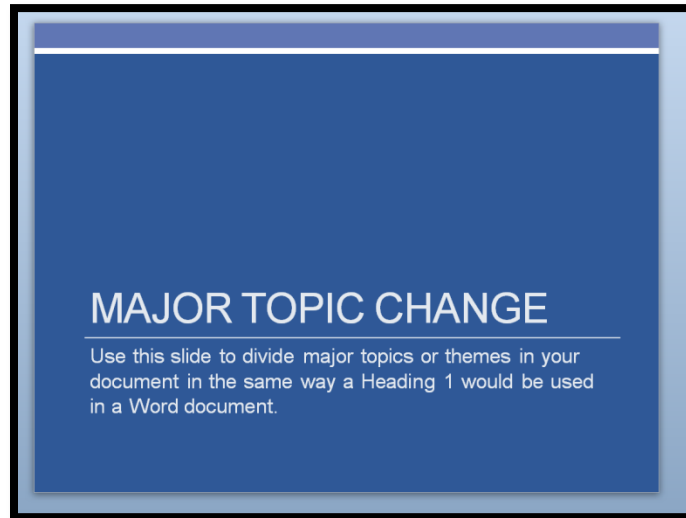 MAJOR TOPIC CHANGE
Use this slide to divide major topics or themes in your
document in the same way a Heading 1 would be used
in a Word document.